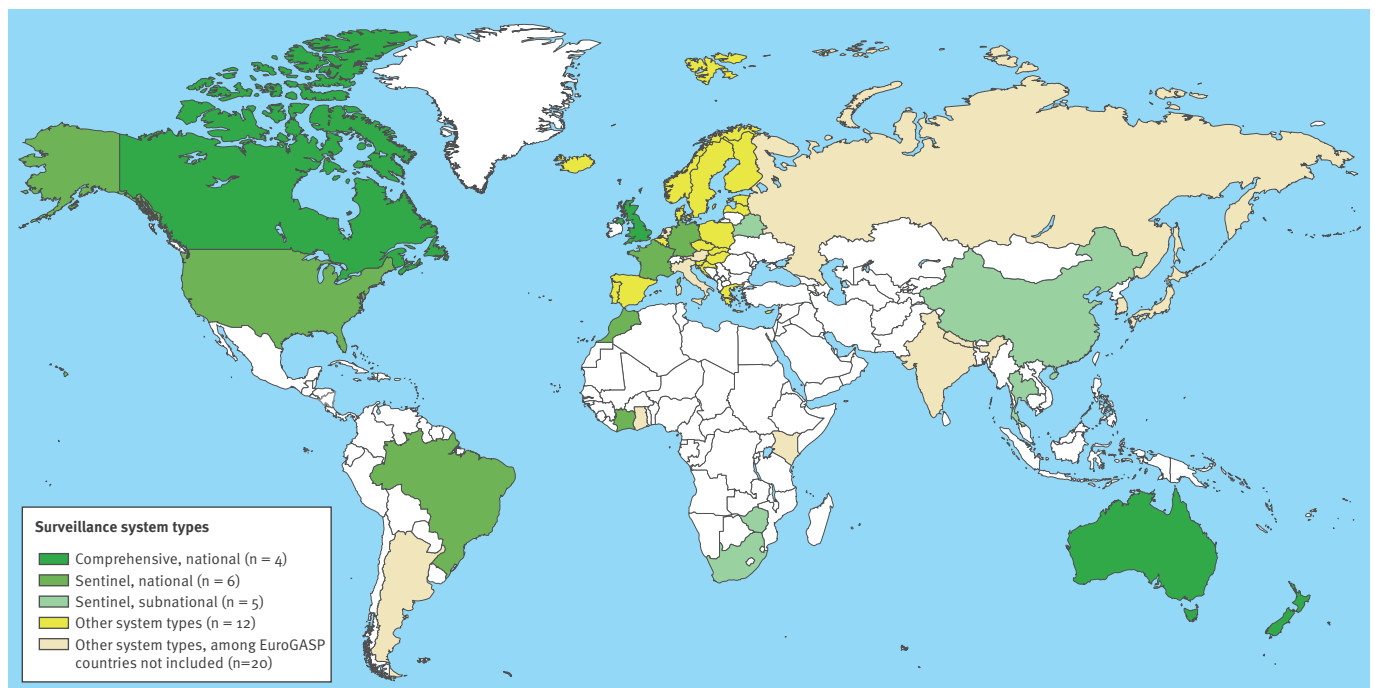 Surveillance system types
Comprehensive, national (n = 4)
Sentinel, national (n = 6)
Sentinel, subnational (n = 5)
Other system types (n = 12)
Other system types, among EuroGASP
countries not included (n=20)